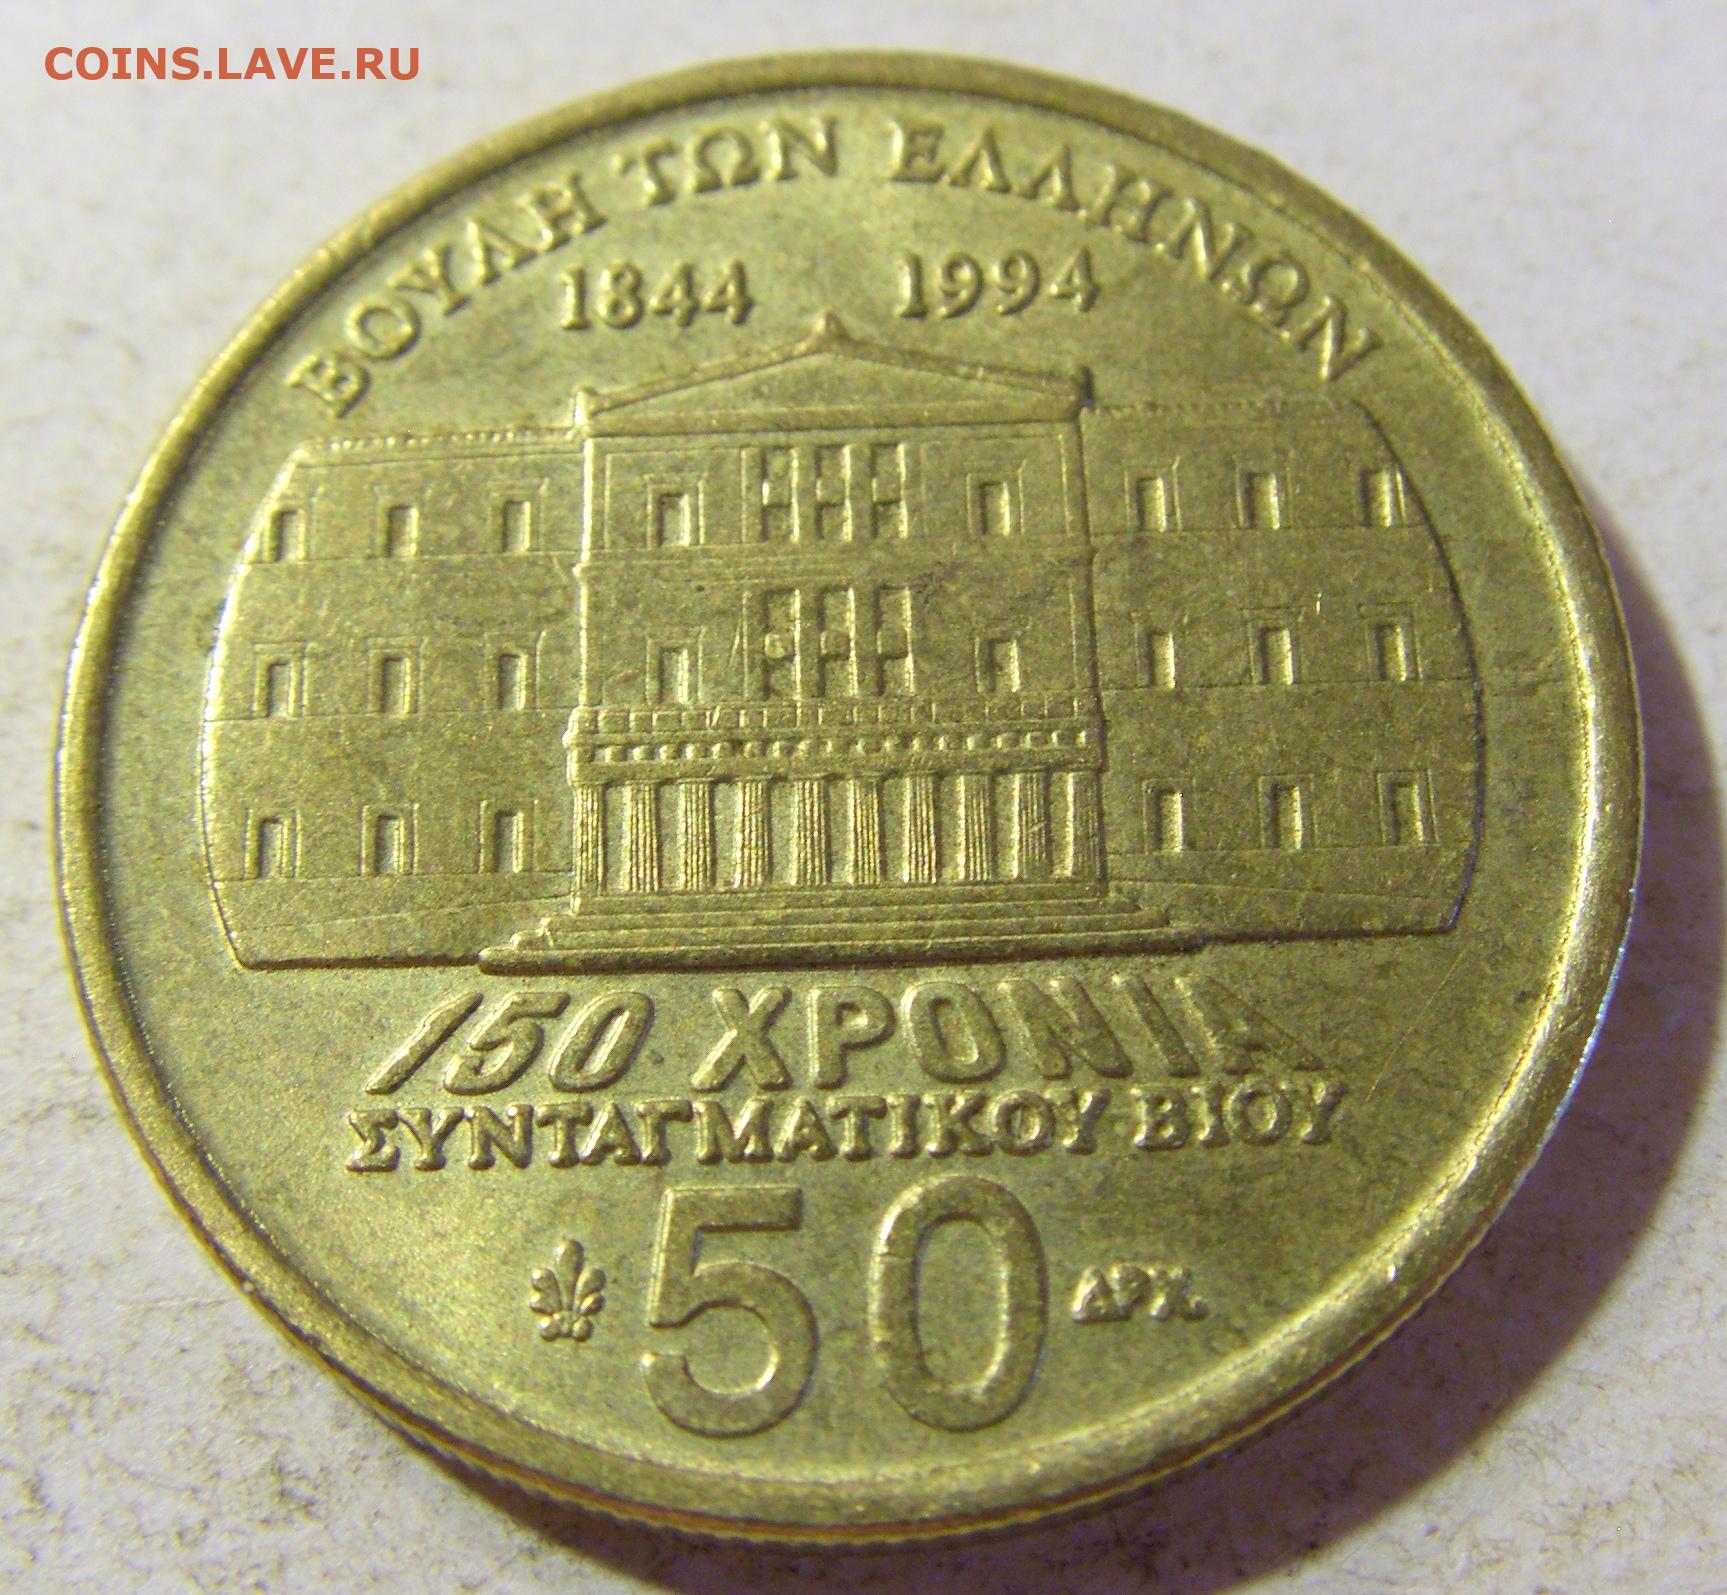 COINS.LAVE.RU
ΒΟΥΛΗ ΤΩΝ ΕΛΛΗΝΩΝ
1844 1994
150 ΧΡΟΝΙΑ
ΣΥΝΤΑΓΜΑΤΙΚΟΥ ΒΙΟΥ
50 ΔΡΧ.